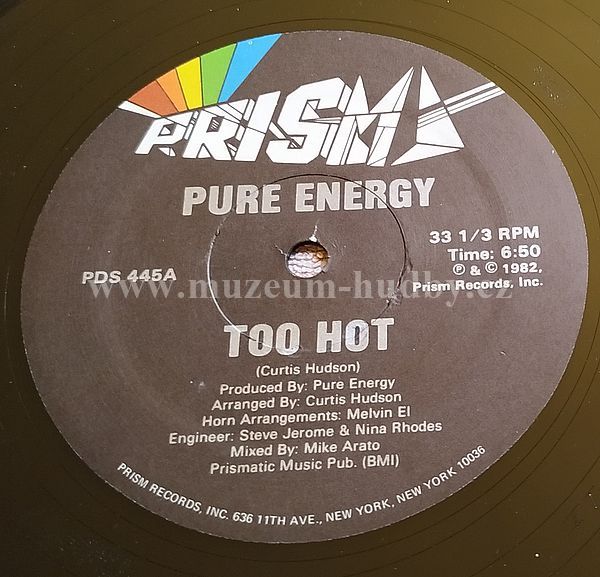 PRISM
PURE ENERGY
33 1/3 RPM
Time: 6:50
Ⓟ & © 1982,
Prism Records, Inc.
PDS 445A
www.muzeum-hudby.cz
TOO HOT
(Curtis Hudson)
Produced By: Pure Energy
Arranged By: Curtis Hudson
Horn Arrangements: Melvin El
Engineer: Steve Jerome & Nina Rhodes
Mixed By: Mike Arato
Prismatic Music Pub. (BMI)
PRISM RECORDS, INC. 636 11TH AVE., NEW YORK, NEW YORK 10036